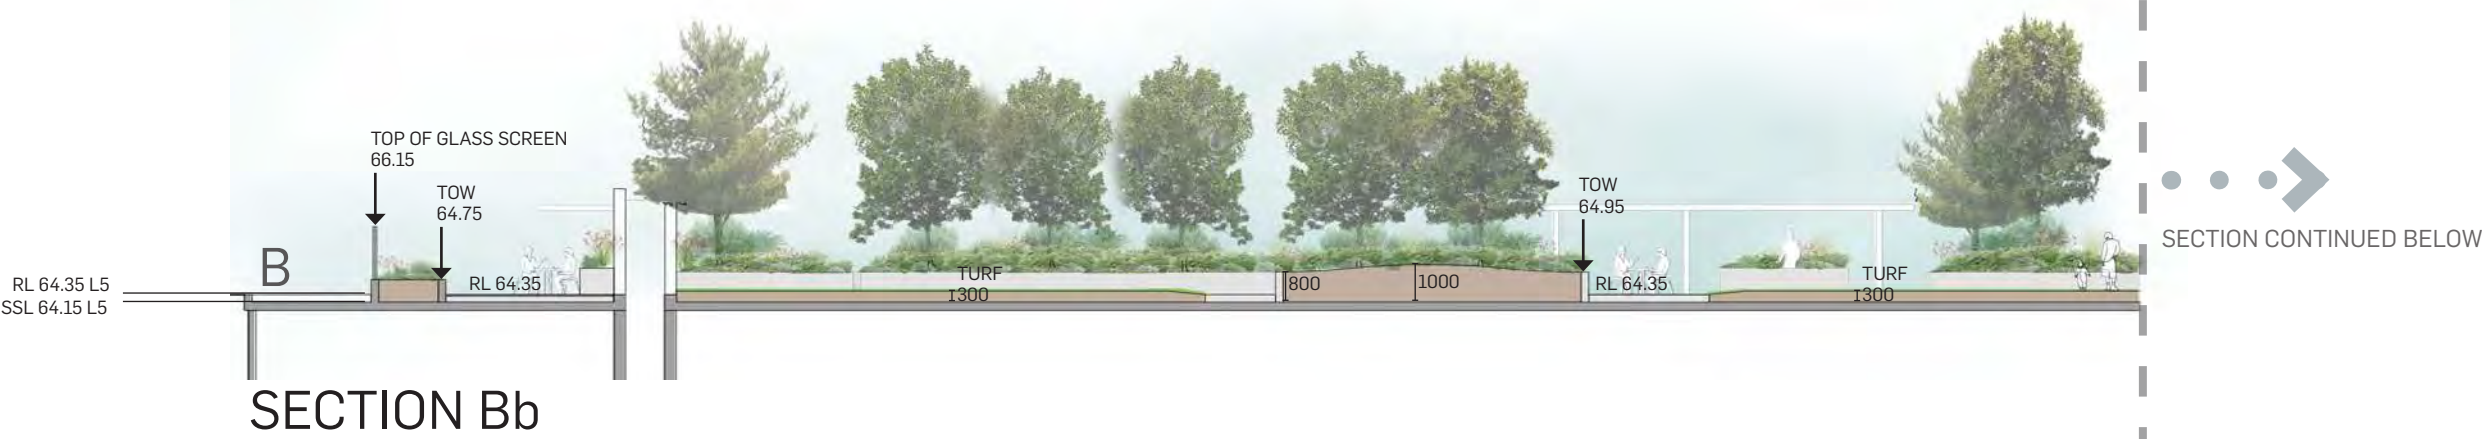 TOP OF GLASS SCREEN
66.15
TOW
64.75
TOW
64.95
B
SECTION CONTINUED BELOW
RL 64.35 L5
SSL 64.15 L5
RL 64.35
TURF
300
800
1000
RL 64.35
TURF
300
SECTION Bb